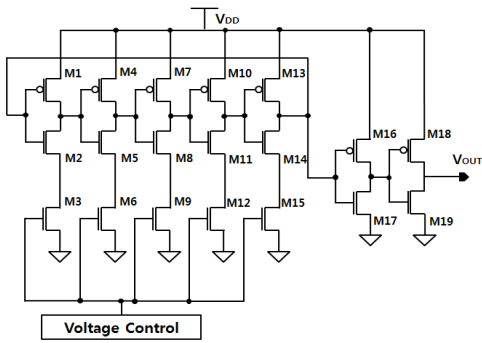 VDD
M1 M4 M7 M10 M13
M2 M5 M8 M11 M14
M16 M18
VOUT
M3 M6 M9 M12 M15
M17 M19
Voltage Control